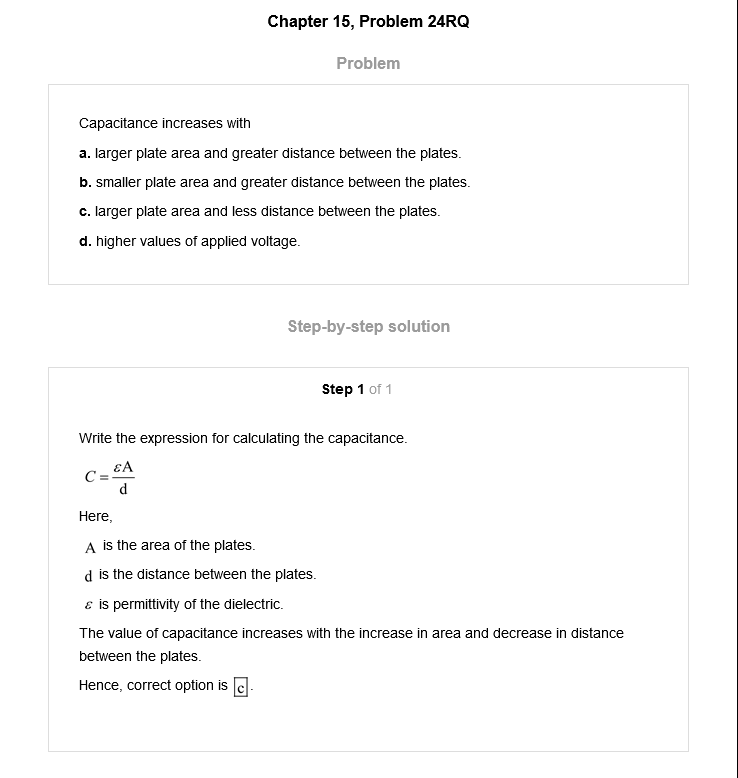 Chapter 15, Problem 24RQ
Problem
Capacitance increases with
a. larger plate area and greater distance between the plates.
b. smaller plate area and greater distance between the plates.
c. larger plate area and less distance between the plates.
d. higher values of applied voltage.
Step-by-step solution
Step 1 of 1
Write the expression for calculating the capacitance.
C = εA/d
Here,
A is the area of the plates.
d is the distance between the plates.
ε is permittivity of the dielectric.
The value of capacitance increases with the increase in area and decrease in distance
between the plates.
Hence, correct option is c.